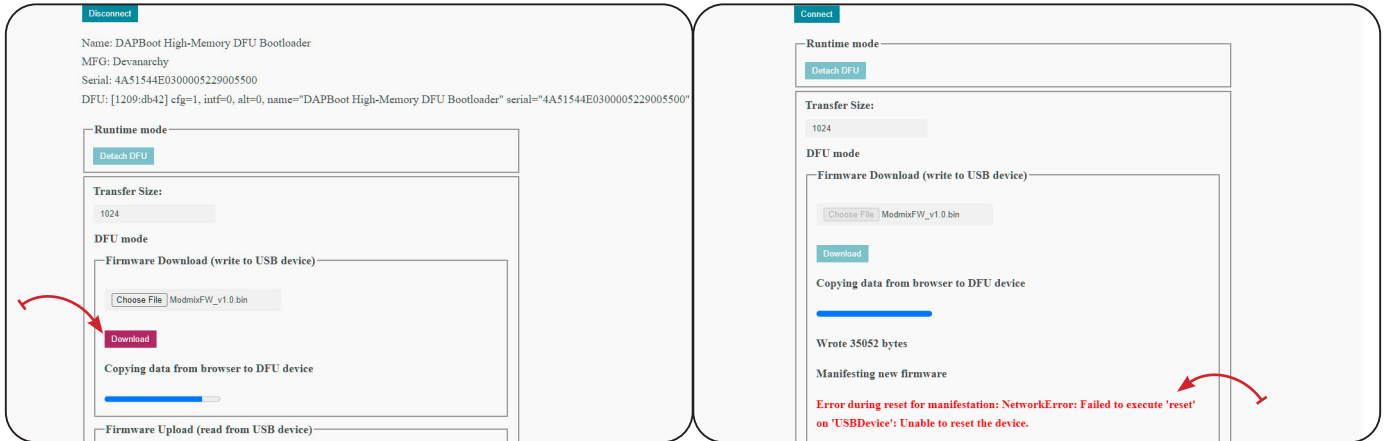 Disconnect
Name: DAPBoot High-Memory DFU Bootloader
MFG: Devanarchy
Serial: 4A51544E0300005229005500
DFU: [1209:db42] cfg=1, intf=0, alt=0, name="DAPBoot High-Memory DFU Bootloader" serial="4A51544E0300005229005500"
Runtime mode
Detach DFU
Transfer Size:
1024
DFU mode
Firmware Download (write to USB device)
Choose File ModmixFW_v1.0.bin
Download
Copying data from browser to DFU device
Firmware Upload (read from USB device)
Connect
Runtime mode
Detach DFU
Transfer Size:
1024
DFU mode
Firmware Download (write to USB device)
Choose File ModmixFW_v1.0.bin
Download
Copying data from browser to DFU device
Wrote 35052 bytes
Manifesting new firmware
Error during reset for manifestation: NetworkError: Failed to execute 'reset'
on 'USBDevice': Unable to reset the device.